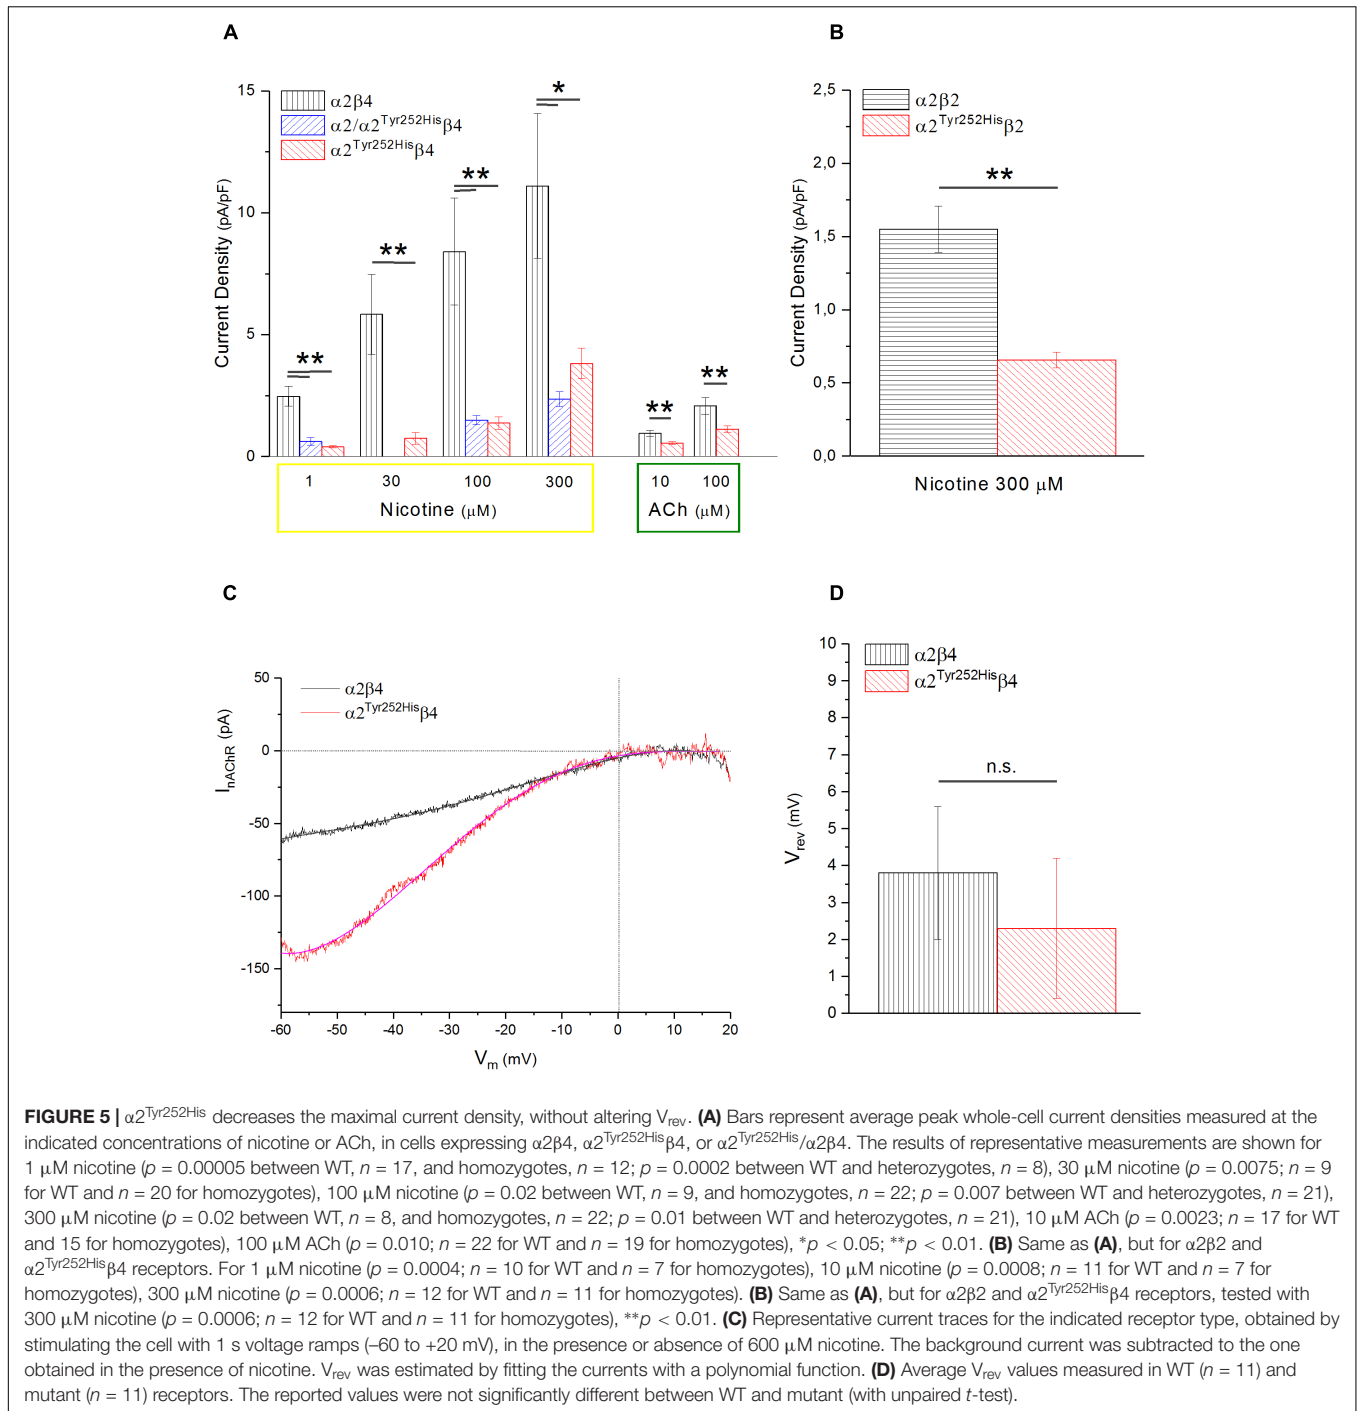 A
15
10
5
0
Current Density (pA/pF)
α2β4
α2/α2Tyr252Hisβ4
α2Tyr252Hisβ4
**
**
**
*
**
**
1 30 100 300
Nicotine (μM)
10 100
ACh (μM)
B
2,5
2,0
1,5
1,0
0,5
0,0
Current Density (pA/pF)
α2β2
α2Tyr252Hisβ2
**
Nicotine 300 μM
C
50
0
-50
-100
-150
InAChR (pA)
α2β4
α2Tyr252Hisβ4
-60 -50 -40 -30 -20 -10 0 10 20
Vm (mV)
D
10
9
8
7
6
5
4
3
2
1
0
Vrev (mV)
α2β4
α2Tyr252Hisβ4
n.s.
FIGURE 5 | α2Tyr252His decreases the maximal current density, without altering Vrev. (A) Bars represent average peak whole-cell current densities measured at the
indicated concentrations of nicotine or ACh, in cells expressing α2β4, α2Tyr252Hisβ4, or α2Tyr252His/α2β4. The results of representative measurements are shown for
1 μM nicotine (p = 0.00005 between WT, n = 17, and homozygotes, n = 12; p = 0.0002 between WT and heterozygotes, n = 8), 30 μM nicotine (p = 0.0075; n = 9
for WT and n = 20 for homozygotes), 100 μM nicotine (p = 0.02 between WT, n = 9, and homozygotes, n = 22; p = 0.007 between WT and heterozygotes, n = 21),
300 μM nicotine (p = 0.02 between WT, n = 8, and homozygotes, n = 22; p = 0.01 between WT and heterozygotes, n = 21), 10 μM ACh (p = 0.0023; n = 17 for WT
and 15 for homozygotes), 100 μM ACh (p = 0.010; n = 22 for WT and n = 19 for homozygotes), *p < 0.05; **p < 0.01. (B) Same as (A), but for α2β2 and
α2Tyr252Hisβ4 receptors. For 1 μM nicotine (p = 0.0004; n = 10 for WT and n = 7 for homozygotes), 10 μM nicotine (p = 0.0008; n = 11 for WT and n = 7 for
homozygotes), 300 μM nicotine (p = 0.0006; n = 12 for WT and n = 11 for homozygotes). (B) Same as (A), but for α2β2 and α2Tyr252Hisβ4 receptors, tested with
300 μM nicotine (p = 0.0006; n = 12 for WT and n = 11 for homozygotes), **p < 0.01. (C) Representative current traces for the indicated receptor type, obtained by
stimulating the cell with 1 s voltage ramps (–60 to +20 mV), in the presence or absence of 600 μM nicotine. The background current was subtracted to the one
obtained in the presence of nicotine. Vrev was estimated by fitting the currents with a polynomial function. (D) Average Vrev values measured in WT (n = 11) and
mutant (n = 11) receptors. The reported values were not significantly different between WT and mutant (with unpaired t-test).